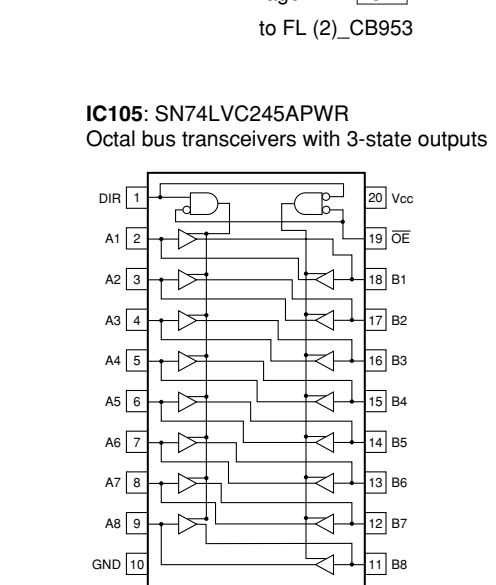 to FL (2)_CB953
IC105: SN74LVC245APWR
Octal bus transceivers with 3-state outputs
DIR 1 20 Vcc
A1 2 19 OE
A2 3 18 B1
A3 4 17 B2
A4 5 16 B3
A5 6 15 B4
A6 7 14 B5
A7 8 13 B6
A8 9 12 B7
GND 10 11 B8